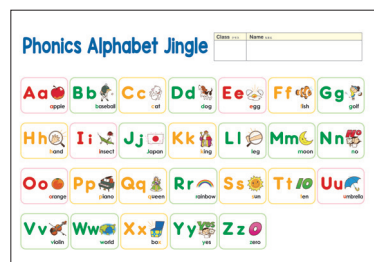 Phonics Alphabet Jingle
Class
Name
Aa apple Bb baseball Cc cat Dd dog Ee egg Ff fish Gg golf
Hh hand Ii insect Jj Japan Kk king Ll leg Mm moon Nn no
Oo orange Pp piano Qq queen Rr rainbow Ss sum Tt ten Uu umbrella
Vv violin Ww world Xx box Yy yes Zz zero